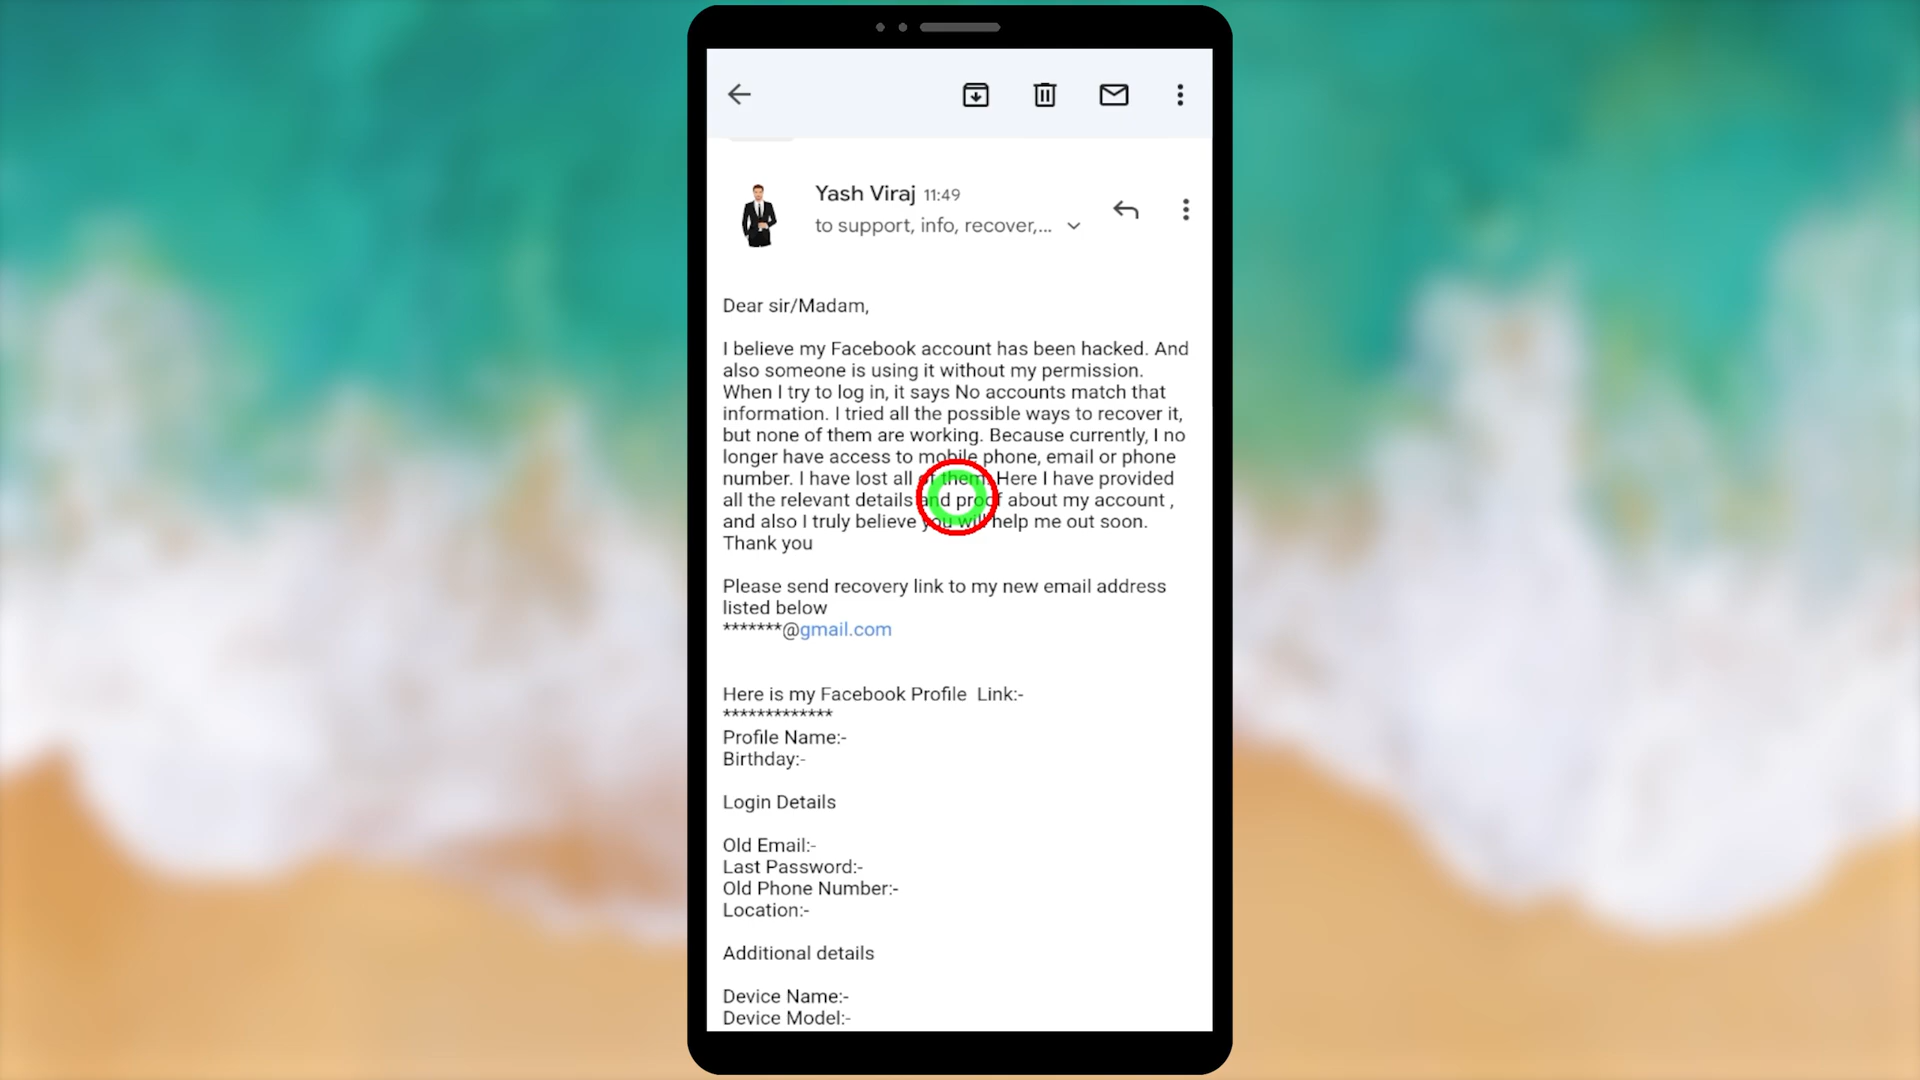 Yash Viraj 11:49
to support, info, recover,...
Dear sir/Madam,
I believe my Facebook account has been hacked. And
also someone is using it without my permission.
When I try to log in, it says No accounts match that
information. I tried all the possible ways to recover it,
but none of them are working. Because currently, I no
longer have access to mobile phone, email or phone
number. I have lost all of them. Here I have provided
all the relevant details and proof about my account ,
and also I truly believe you will help me out soon.
Thank you
Please send recovery link to my new email address
listed below
*******@gmail.com
Here is my Facebook Profile  Link:-
*************
Profile Name:-
Birthday:-
Login Details
Old Email:-
Last Password:-
Old Phone Number:-
Location:-
Additional details
Device Name:-
Device Model:-